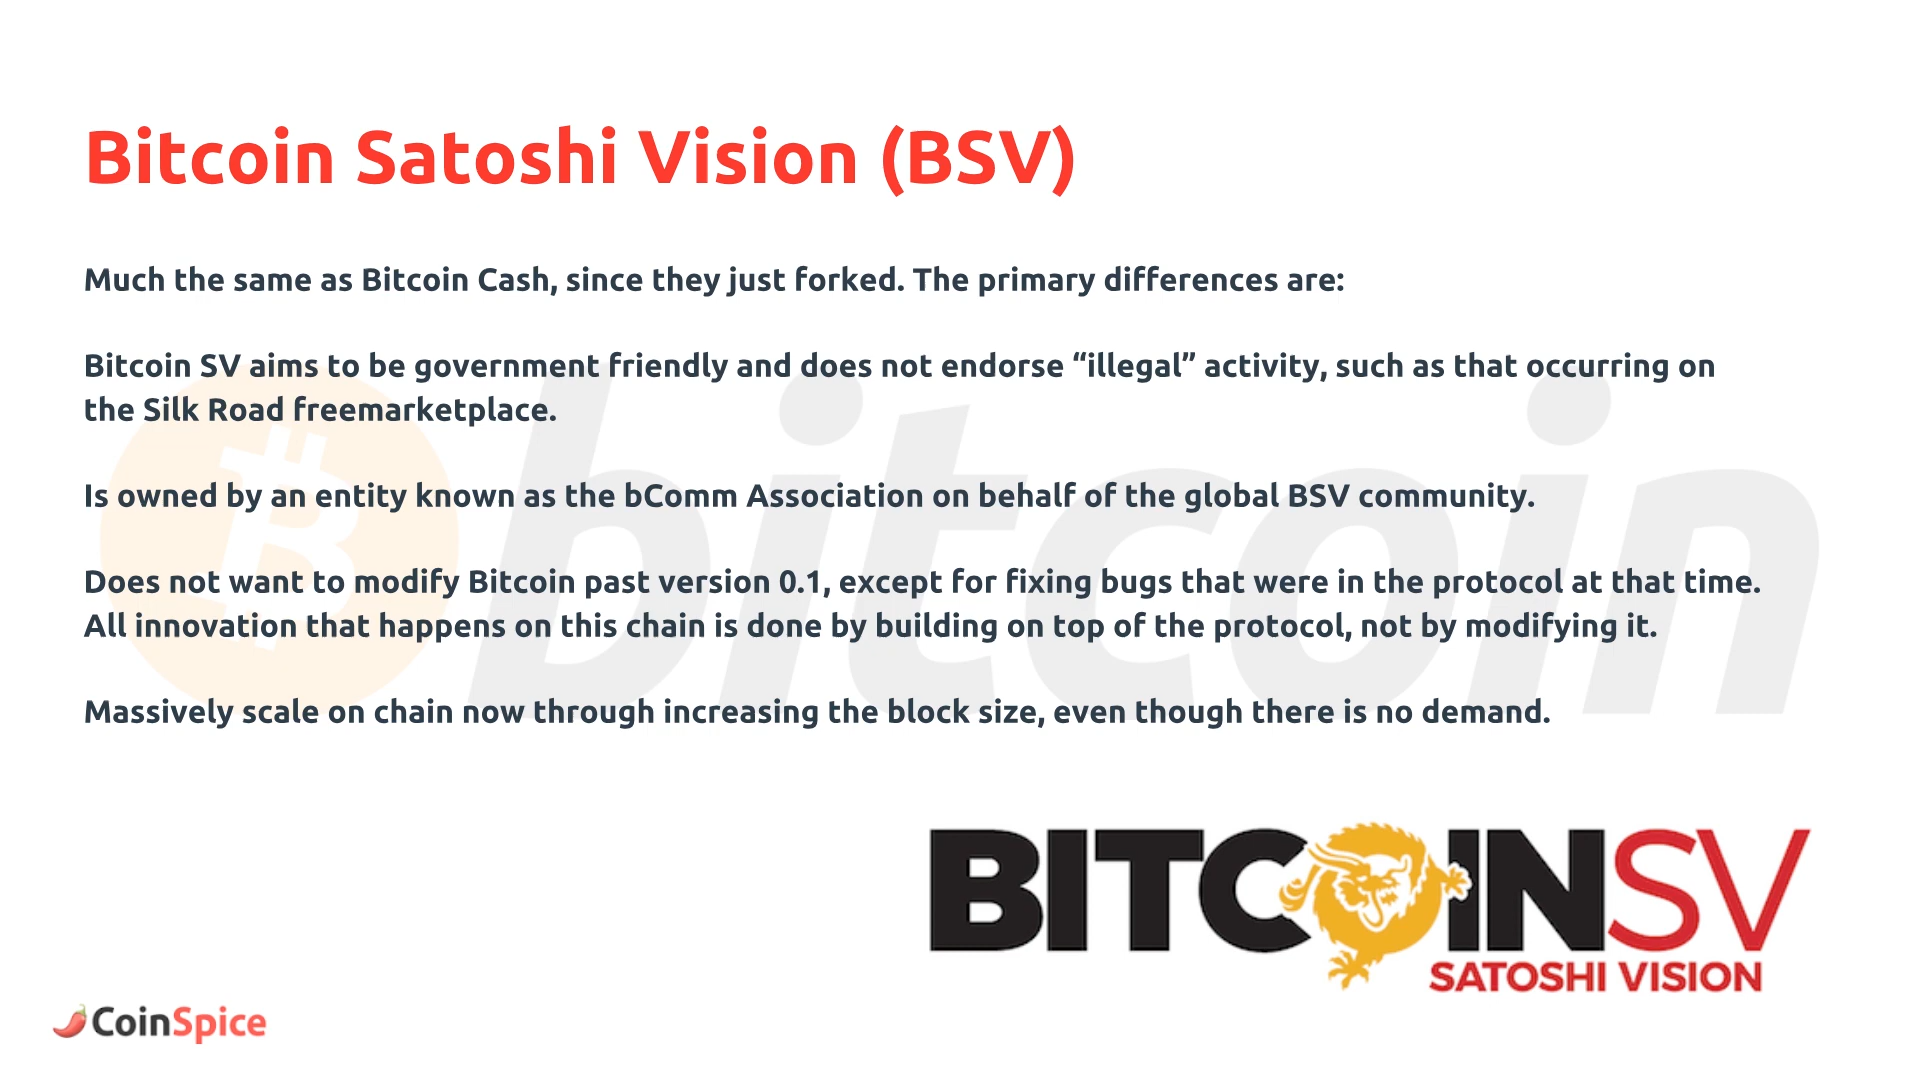 Bitcoin Satoshi Vision (BSV)
Much the same as Bitcoin Cash, since they just forked. The primary differences are:
Bitcoin SV aims to be government friendly and does not endorse “illegal” activity, such as that occurring on
the Silk Road freemarketplace.
Is owned by an entity known as the bComm Association on behalf of the global BSV community.
Does not want to modify Bitcoin past version 0.1, except for fixing bugs that were in the protocol at that time.
All innovation that happens on this chain is done by building on top of the protocol, not by modifying it.
Massively scale on chain now through increasing the block size, even though there is no demand.
bitcoin
BITCOINSV
SATOSHI VISION
CoinSpice